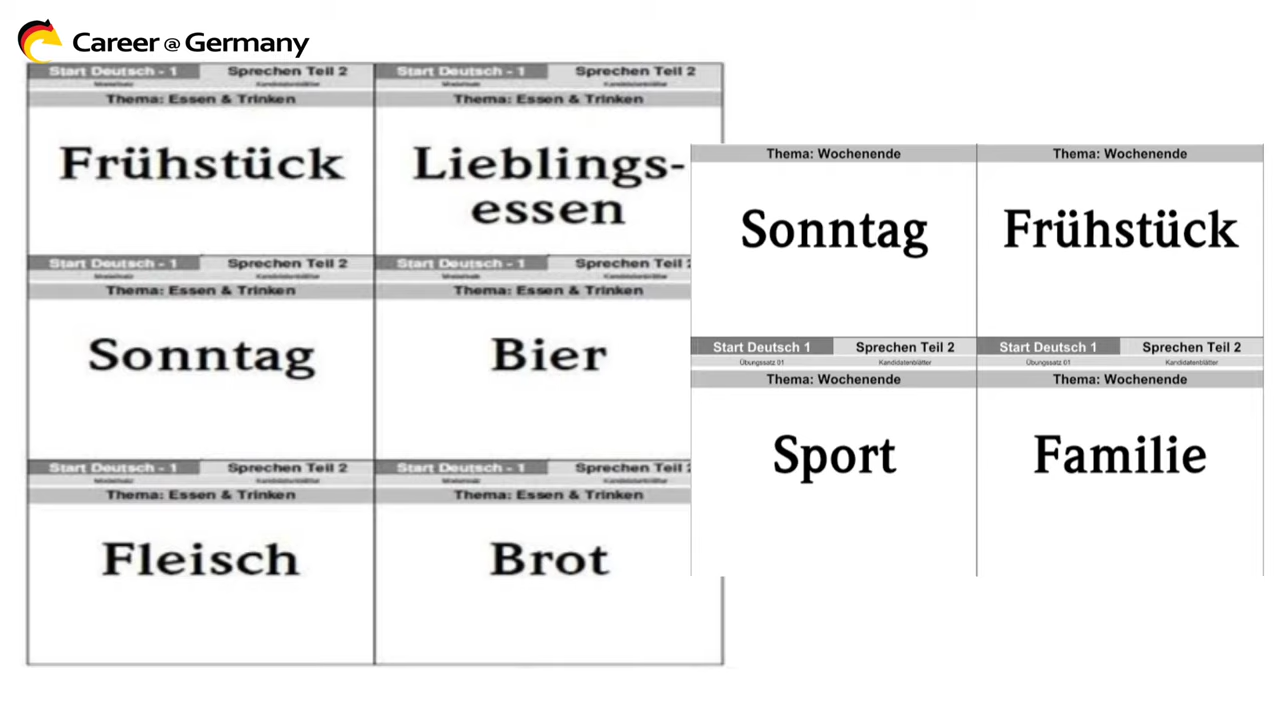 Career @ Germany
Start Deutsch - 1 Sprechen Teil 2
Thema: Essen & Trinken
Frühstück
Start Deutsch - 1 Sprechen Teil 2
Thema: Essen & Trinken
Lieblings-
essen
Start Deutsch - 1 Sprechen Teil 2
Kandidatenblätter
Thema: Essen & Trinken
Sonntag
Start Deutsch - 1 Sprechen Teil
Kandidatenblätter
Thema: Essen & Trinken
Bier
Start Deutsch - 1 Sprechen Teil 2
Kandidatenblätter
Thema: Essen & Trinken
Fleisch
Start Deutsch - 1 Sprechen Teil
Kandidatenblätter
Thema: Essen & Trinken
Brot
Thema: Wochenende
Sonntag
Thema: Wochenende
Frühstück
Start Deutsch 1 Sprechen Teil 2
Übungssatz 01 Kandidatenblätter
Thema: Wochenende
Sport
Start Deutsch 1 Sprechen Teil 2
Übungssatz 01 Kandidatenblätter
Thema: Wochenende
Familie